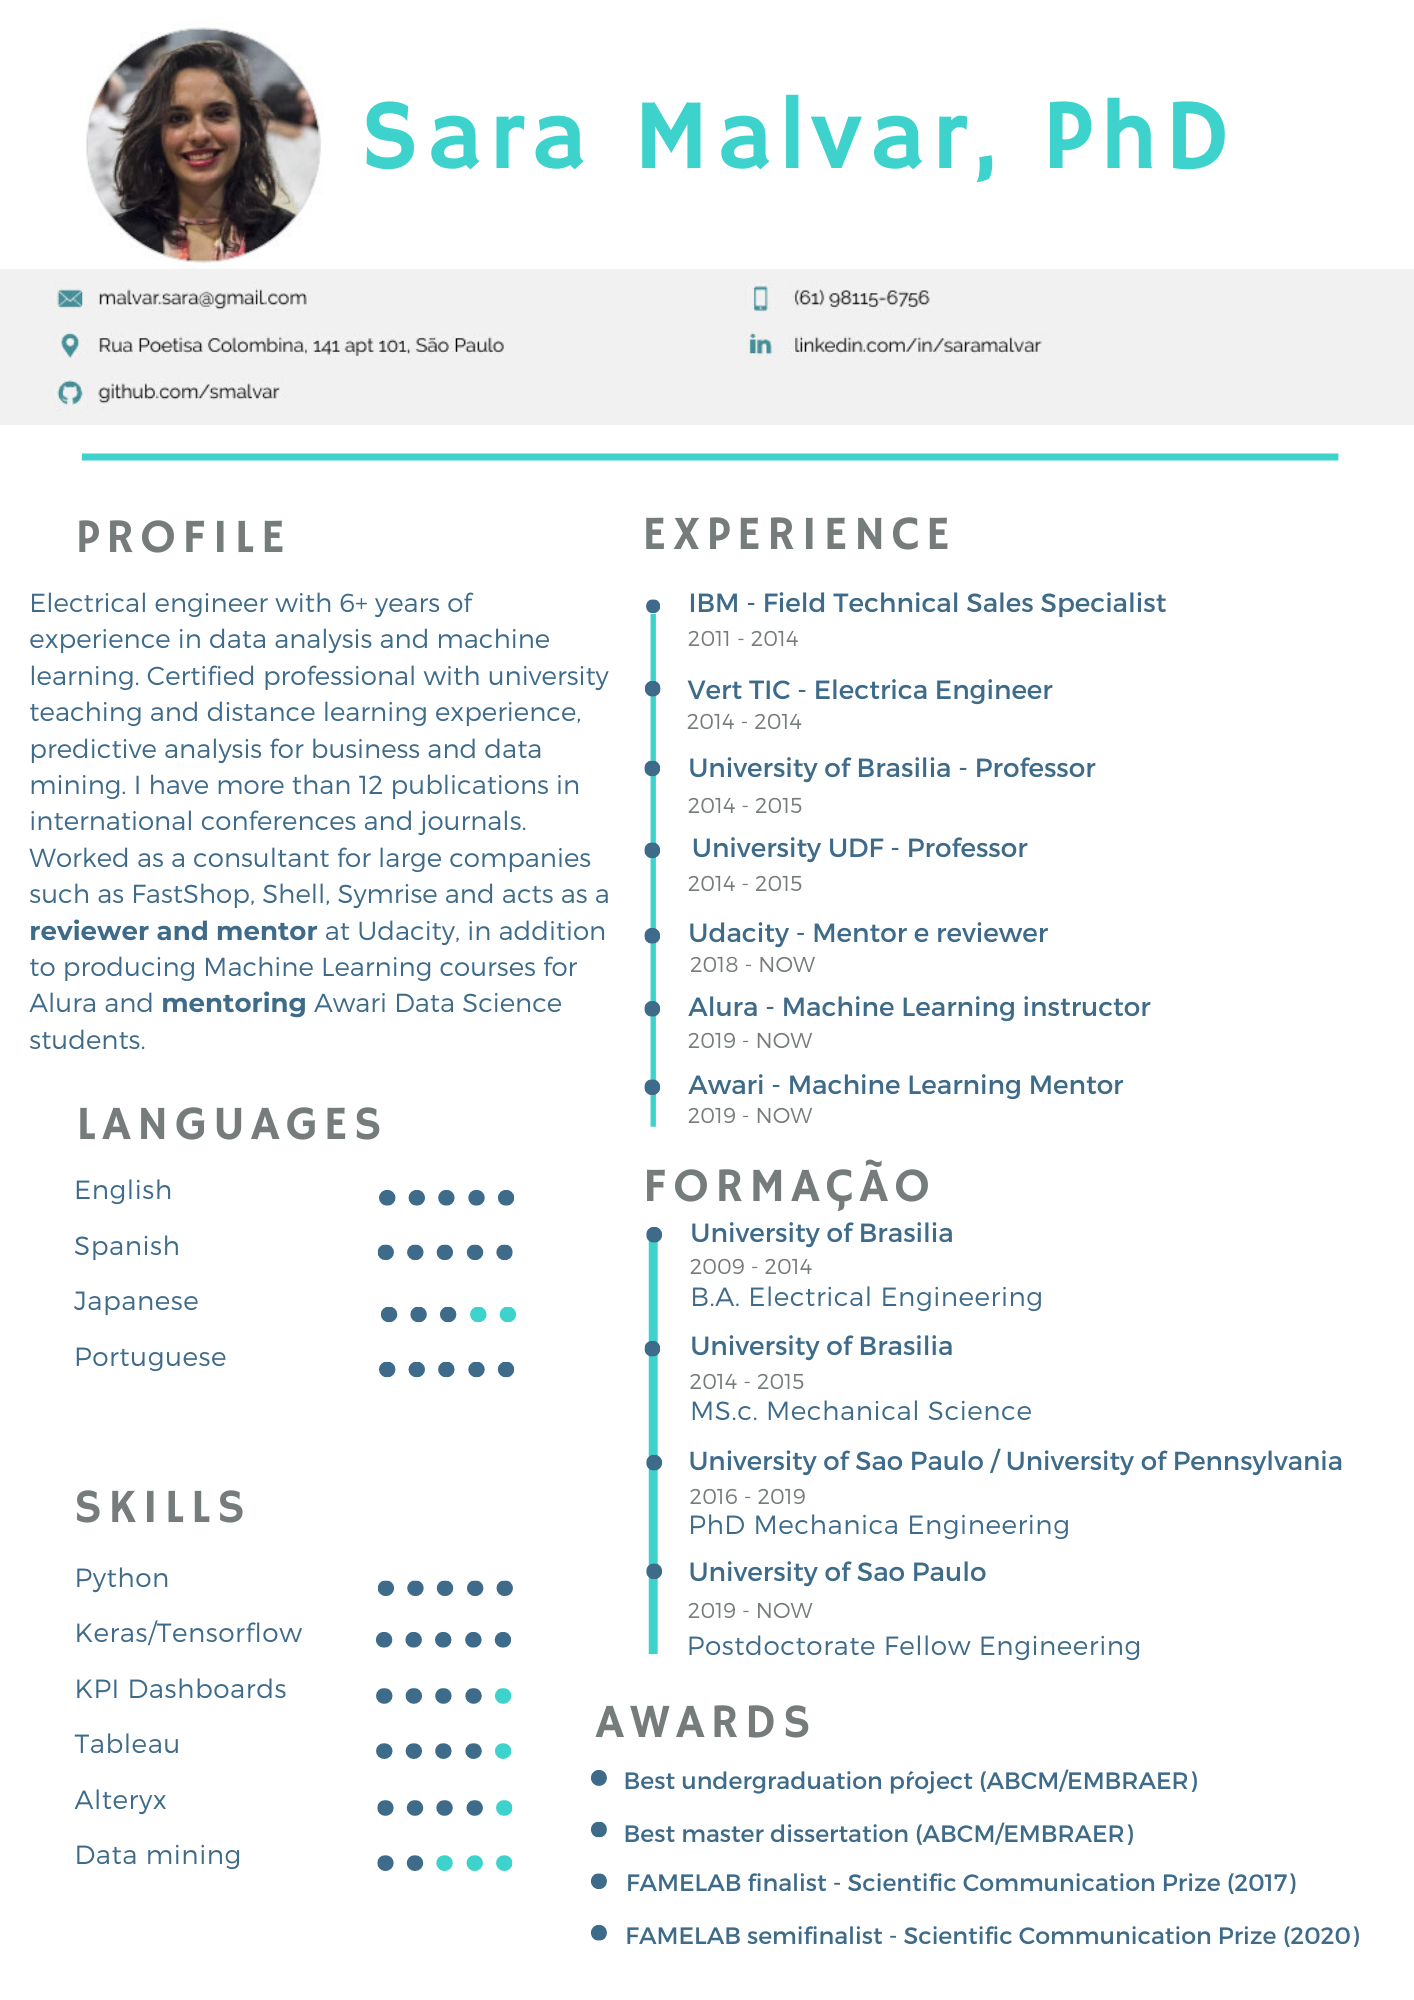 Sara Malvar, PhD
malvar.sara@gmail.com
(61) 98115-6756
Rua Poetisa Colombina, 141 apt 101, São Paulo
linkedin.com/in/saramalvar
github.com/smalvar
PROFILE
Electrical engineer with 6+ years of
experience in data analysis and machine
learning. Certified professional with university
teaching and distance learning experience,
predictive analysis for business and data
mining. I have more than 12 publications in
international conferences and journals.
Worked as a consultant for large companies
such as FastShop, Shell, Symrise and acts as a
reviewer and mentor at Udacity, in addition
to producing Machine Learning courses for
Alura and mentoring Awari Data Science
students.
LANGUAGES
English
Spanish
Japanese
Portuguese
SKILLS
Python
Keras/Tensorflow
KPI Dashboards
Tableau
Alteryx
Data mining
EXPERIENCE
IBM - Field Technical Sales Specialist
2011 - 2014
Vert TIC - Electrica Engineer
2014 - 2014
University of Brasilia - Professor
2014 - 2015
University UDF - Professor
2014 - 2015
Udacity - Mentor e reviewer
2018 - NOW
Alura - Machine Learning instructor
2019 - NOW
Awari - Machine Learning Mentor
2019 - NOW
FORMAÇÃO
University of Brasilia
2009 - 2014
B.A. Electrical Engineering
University of Brasilia
2014 - 2015
MS.c. Mechanical Science
University of Sao Paulo / University of Pennsylvania
2016 - 2019
PhD Mechanica Engineering
University of Sao Paulo
2019 - NOW
Postdoctorate Fellow Engineering
AWARDS
Best undergraduation pŕoject (ABCM/EMBRAER)
Best master dissertation (ABCM/EMBRAER)
FAMELAB finalist - Scientific Communication Prize (2017)
FAMELAB semifinalist - Scientific Communication Prize (2020)